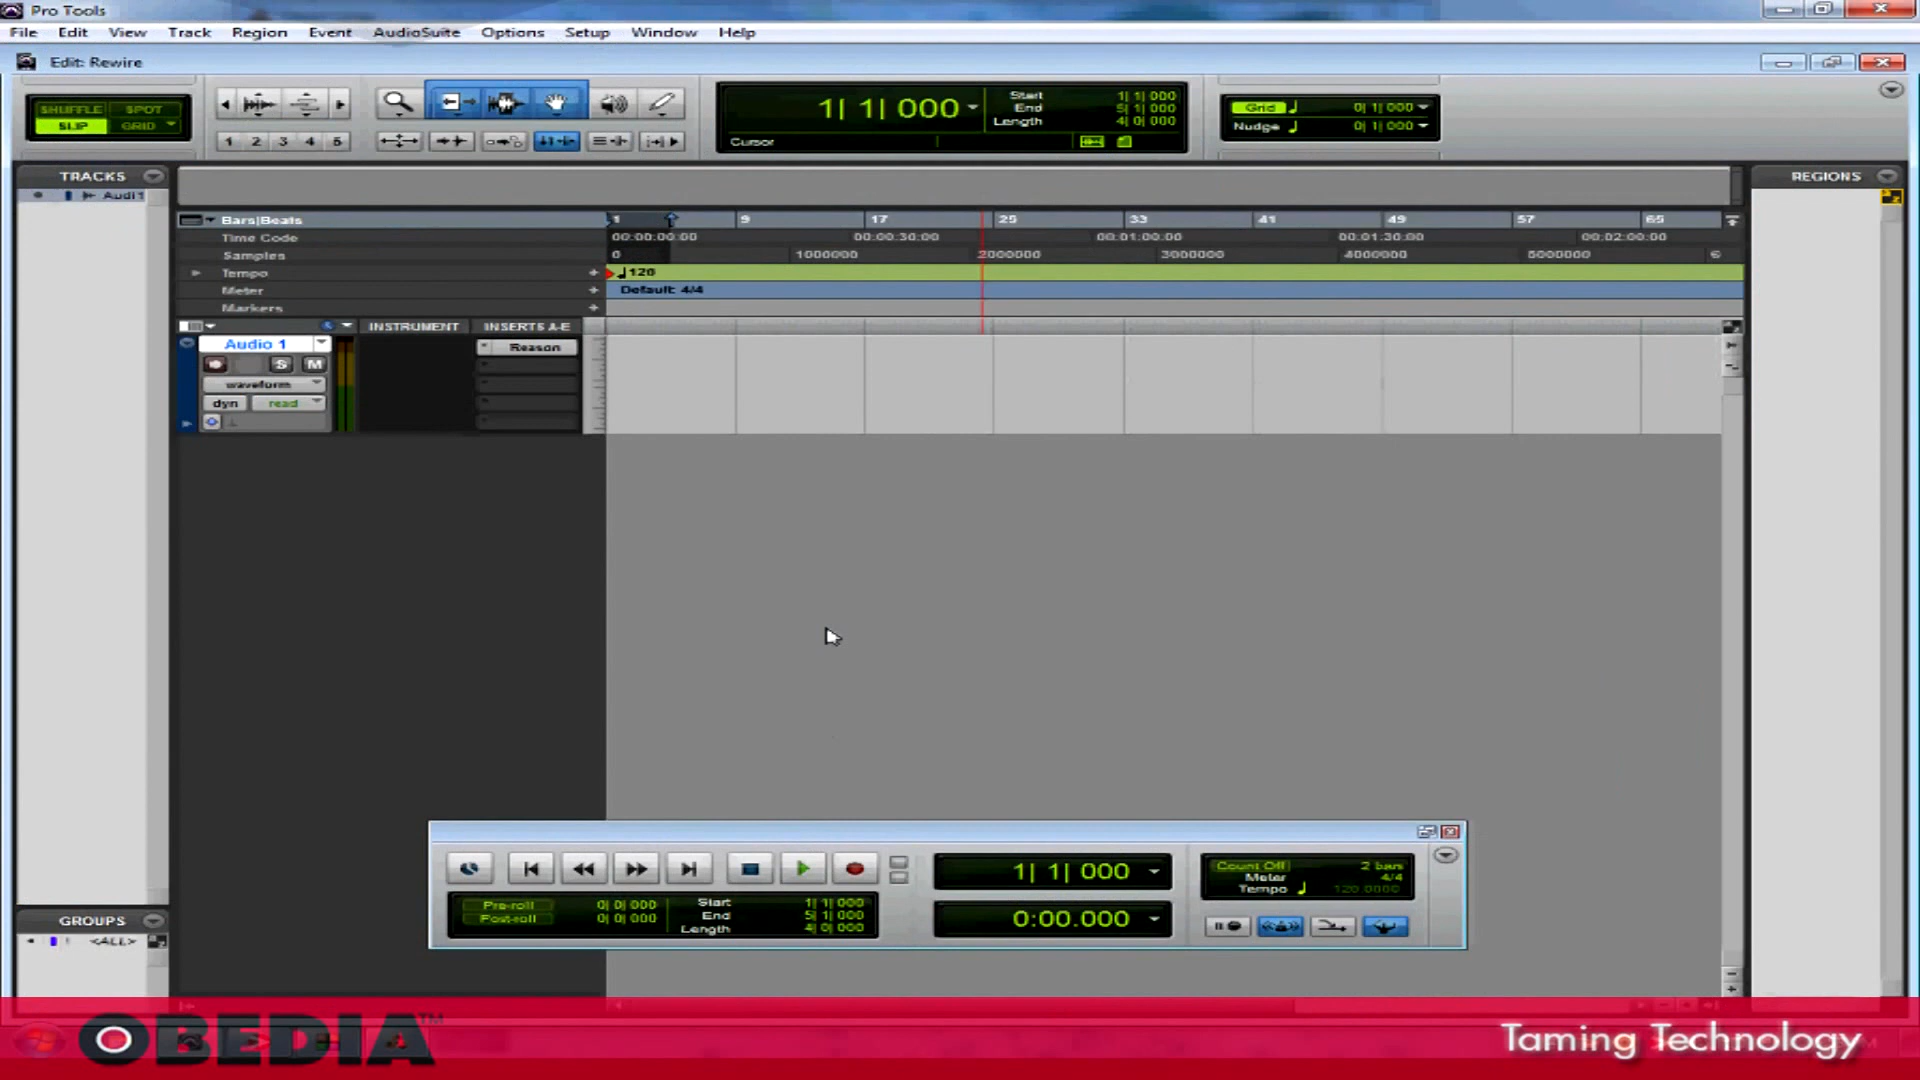 Pro Tools
File Edit View Track Region Event AudioSuite Options Setup Window Help
Edit: Rewire
SHUFFLE SPOT
SLIP GRID
1 2 3 4 5
1| 1| 000
Start 1| 1| 000
End 5| 1| 000
Length 4| 0| 000
Cursor
Grid 0| 1| 000
Nudge 0| 1| 000
TRACKS
Audi1
REGIONS
Bars|Beats 1 9 17 25 33 41 49 57 65
Time Code 00:00:00:00 00:00:30:00 00:01:00:00 00:01:30:00 00:02:00:00
Samples 0 1000000 2000000 3000000 4000000 5000000 6
Tempo 120
Meter Default: 4/4
Markers
INSTRUMENT INSERTS A-E
Audio 1
Reason
S M
waveform
dyn read
1| 1| 000
Count Off 2 bars
Meter 4/4
Tempo 120.0000
Pre-roll 0| 0| 000
Post-roll 0| 0| 000
Start 1| 1| 000
End 5| 1| 000
Length 4| 0| 000
0:00.000
GROUPS
<ALL>
OBEDIA™
Taming Technology